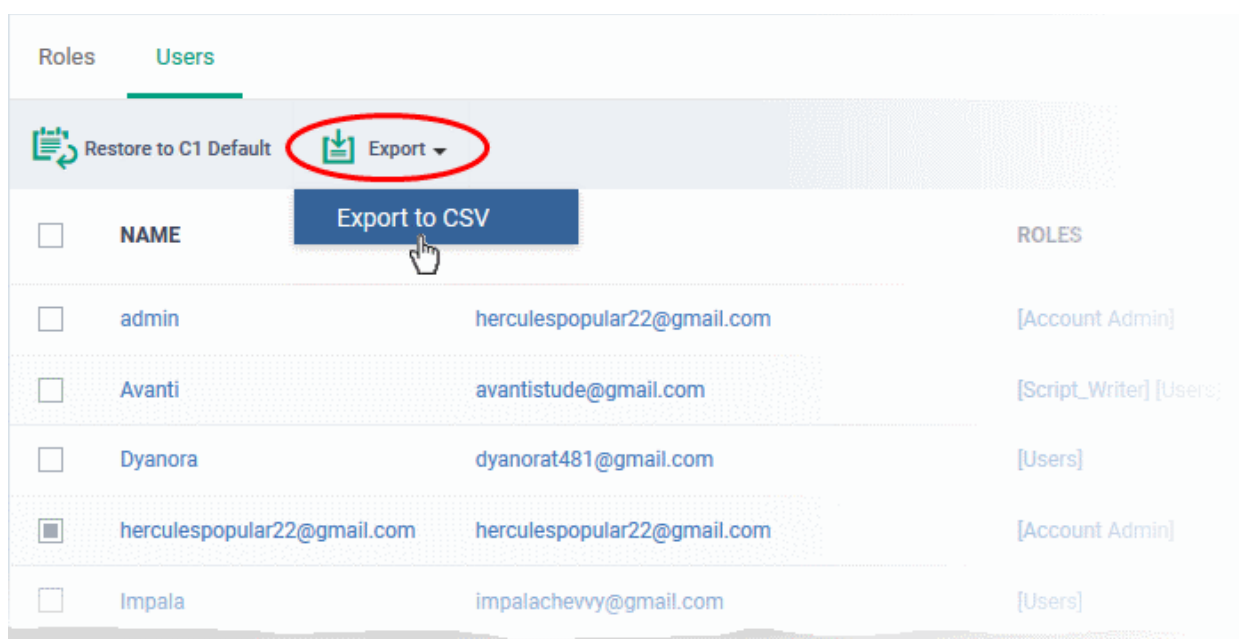 Roles Users
Restore to C1 Default Export
Export to CSV
NAME ROLES
admin herculespopular22@gmail.com [Account Admin]
Avanti avantistude@gmail.com [Script_Writer] [Users]
Dyanora dyanorat481@gmail.com [Users]
herculespopular22@gmail.com herculespopular22@gmail.com [Account Admin]
Impala impalachevvy@gmail.com [Users]